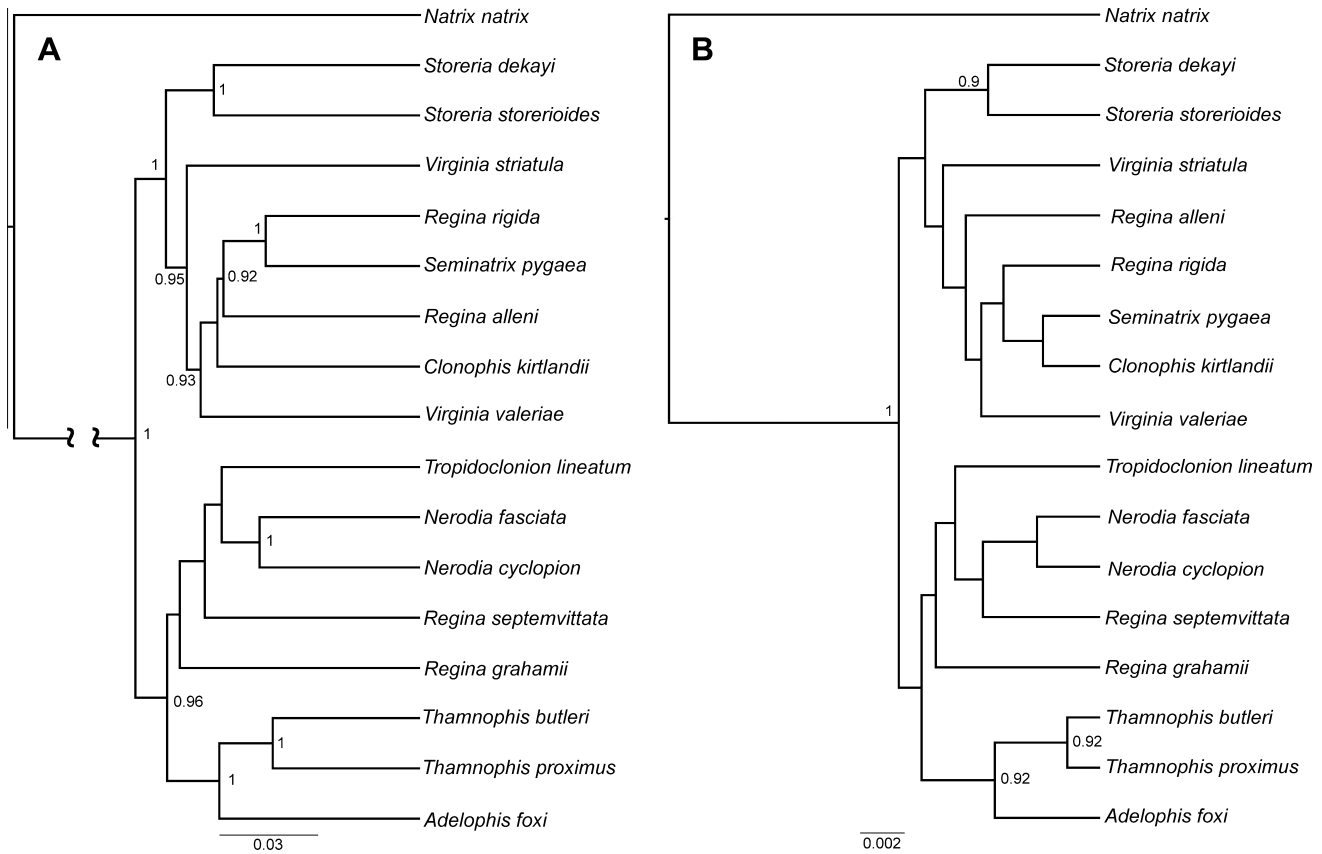 A
Natrix natrix
Storeria dekayi
1
Storeria storerioides
1
Virginia striatula
Regina rigida
1
Seminatrix pygaea
0.95
0.92
Regina alleni
Clonophis kirtlandii
0.93
Virginia valeriae
1
Tropidoclonion lineatum
Nerodia fasciata
1
Nerodia cyclopion
Regina septemvittata
Regina grahamii
0.96
Thamnophis butleri
1
Thamnophis proximus
1
Adelophis foxi
0.03
B
Natrix natrix
Storeria dekayi
0.9
Storeria storerioides
Virginia striatula
Regina alleni
Regina rigida
Seminatrix pygaea
Clonophis kirtlandii
1
Virginia valeriae
Tropidoclonion lineatum
Nerodia fasciata
Nerodia cyclopion
Regina septemvittata
Regina grahamii
Thamnophis butleri
0.92
Thamnophis proximus
0.92
Adelophis foxi
0.002